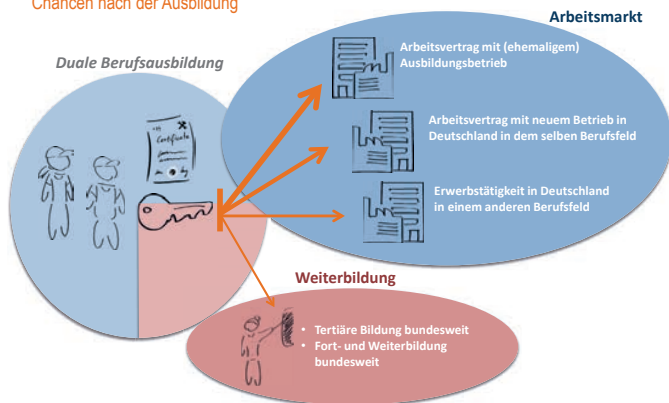 Chancen nach der Ausbildung
Arbeitsmarkt
Duale Berufsausbildung
Arbeitsvertrag mit (ehemaligem)
Ausbildungsbetrieb
Certificate
Arbeitsvertrag mit neuem Betrieb in
Deutschland in dem selben Berufsfeld
Erwerbstätigkeit in Deutschland
in einem anderen Berufsfeld
Weiterbildung
• Tertiäre Bildung bundesweit
• Fort- und Weiterbildung
bundesweit